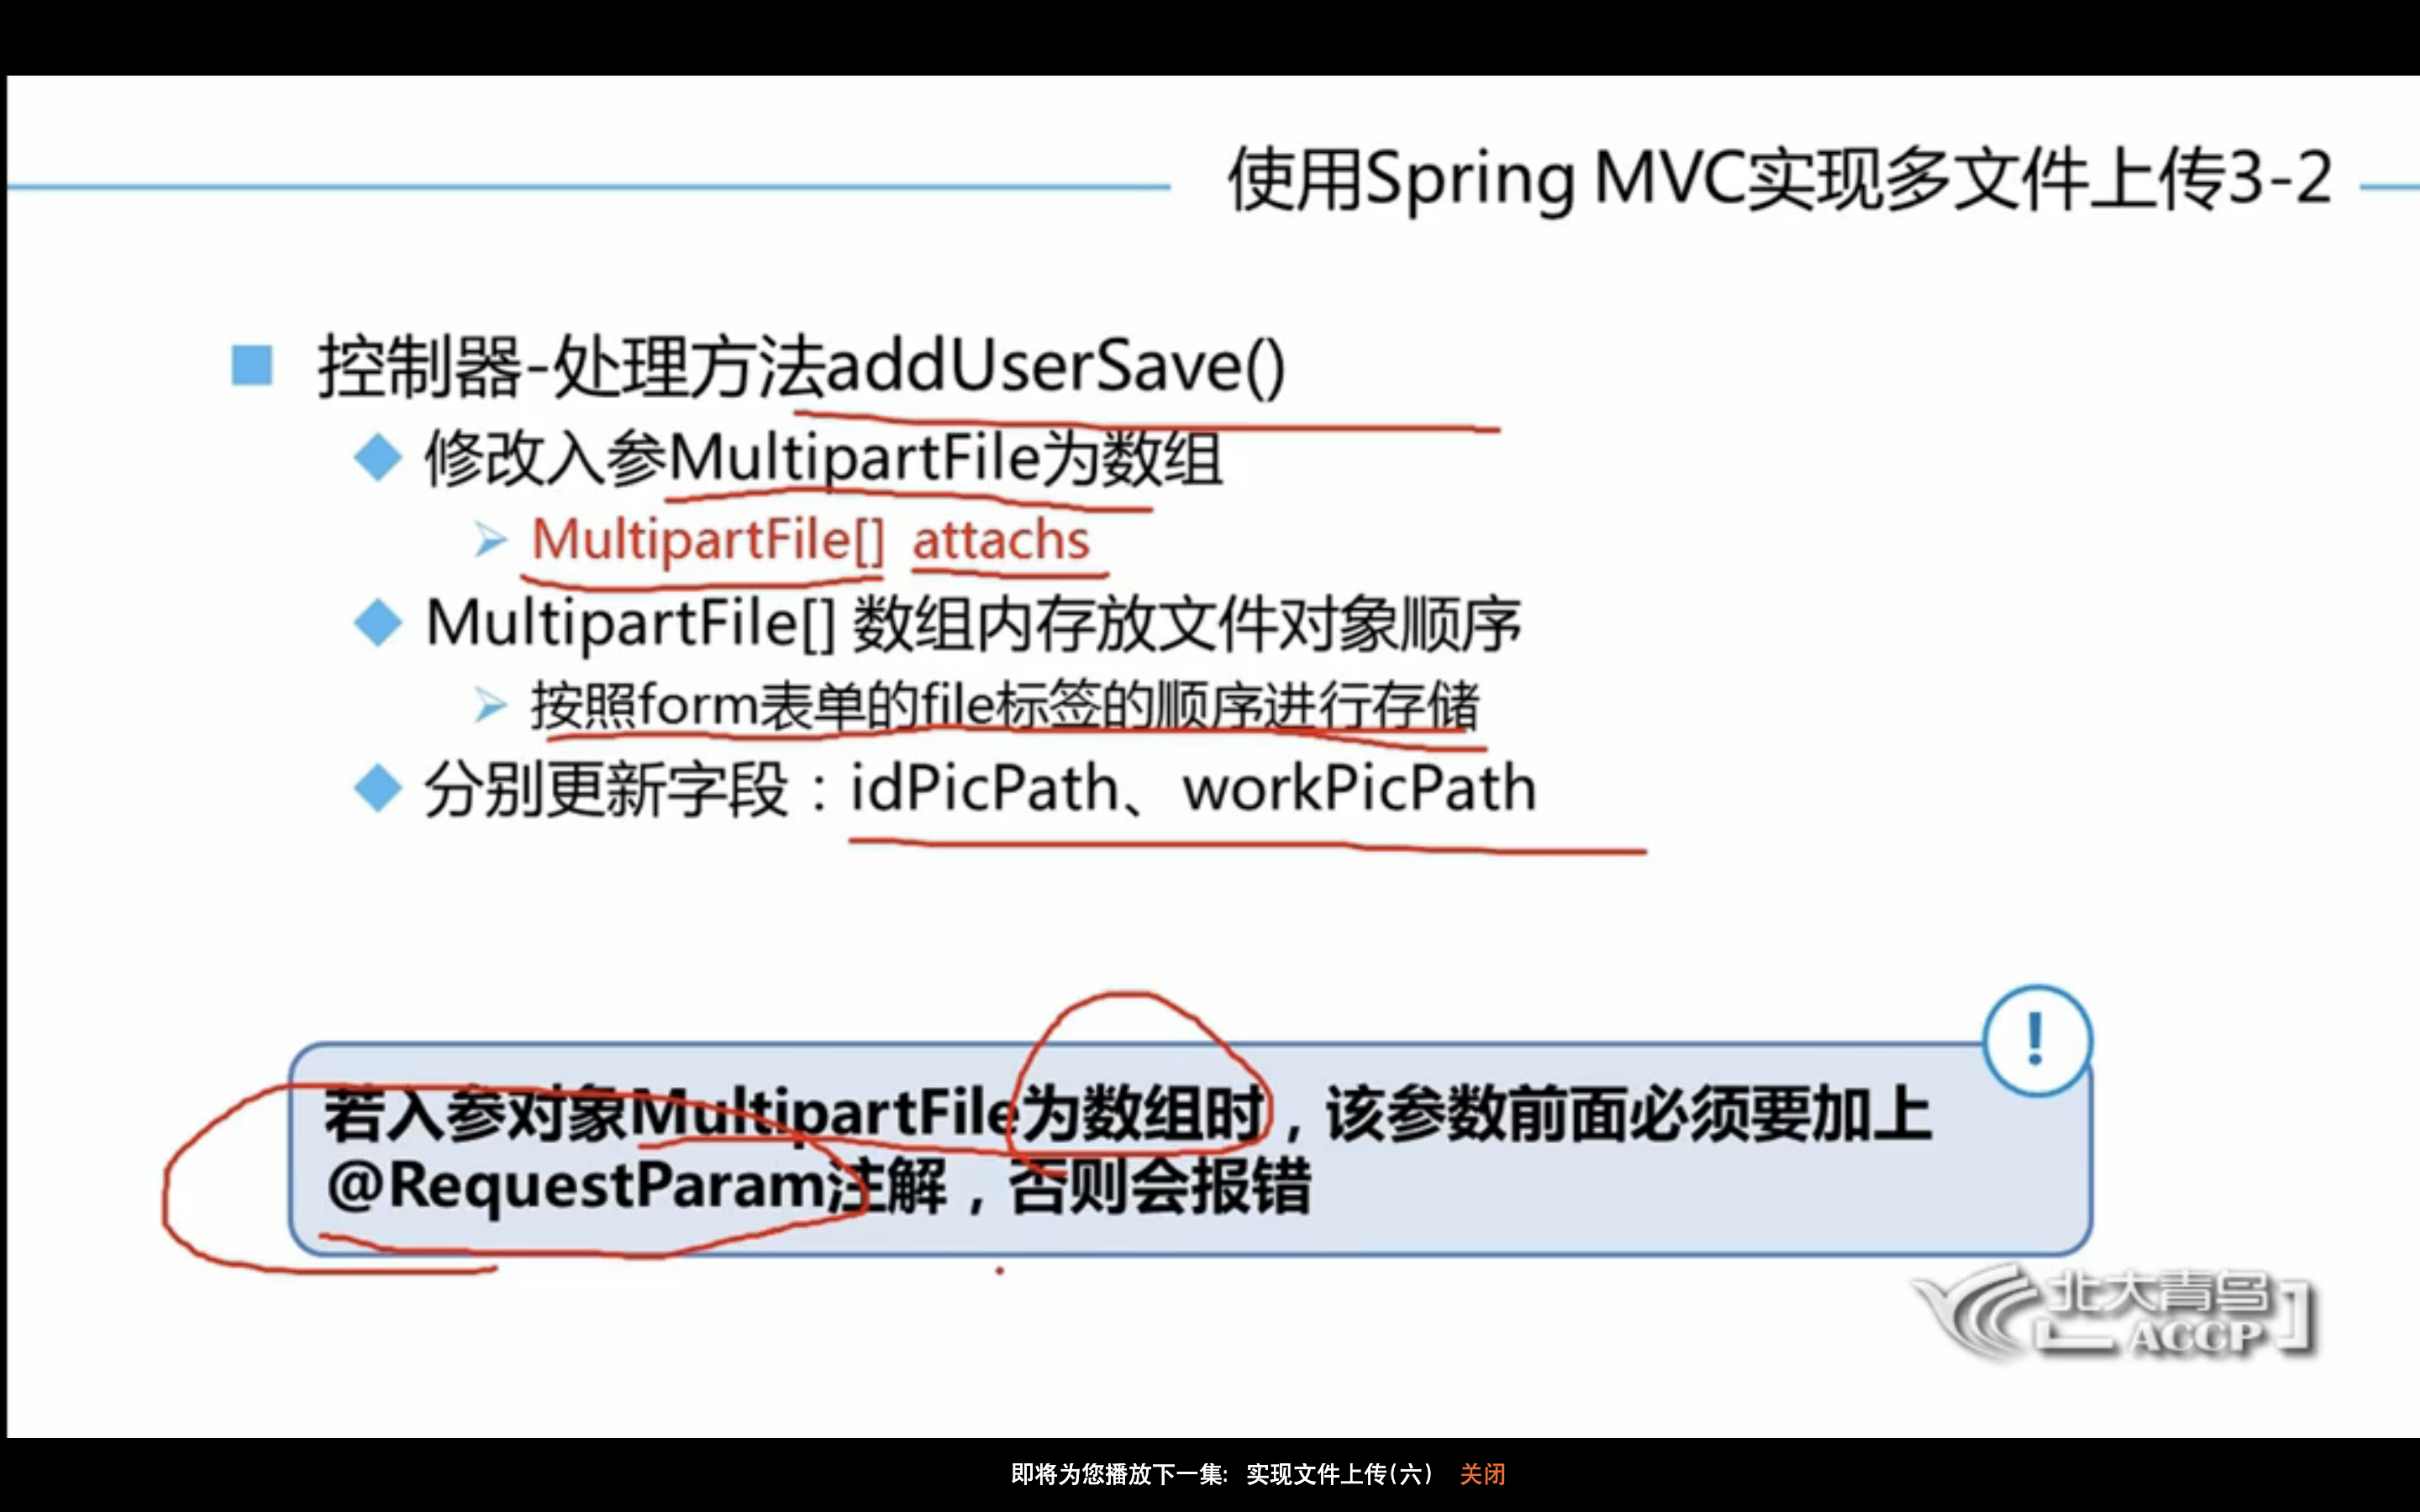 使用Spring MVC实现多文件上传3-2
控制器-处理方法addUserSave()
修改入参MultipartFile为数组
MultipartFile[] attachs
MultipartFile[] 数组内存放文件对象顺序
按照form表单的file标签的顺序进行存储
分别更新字段：idPicPath、workPicPath
!
若入参对象MultipartFile为数组时，该参数前面必须要加上
@RequestParam注解，否则会报错
北大青鸟
ACCP
即将为您播放下一集: 实现文件上传(六) 关闭